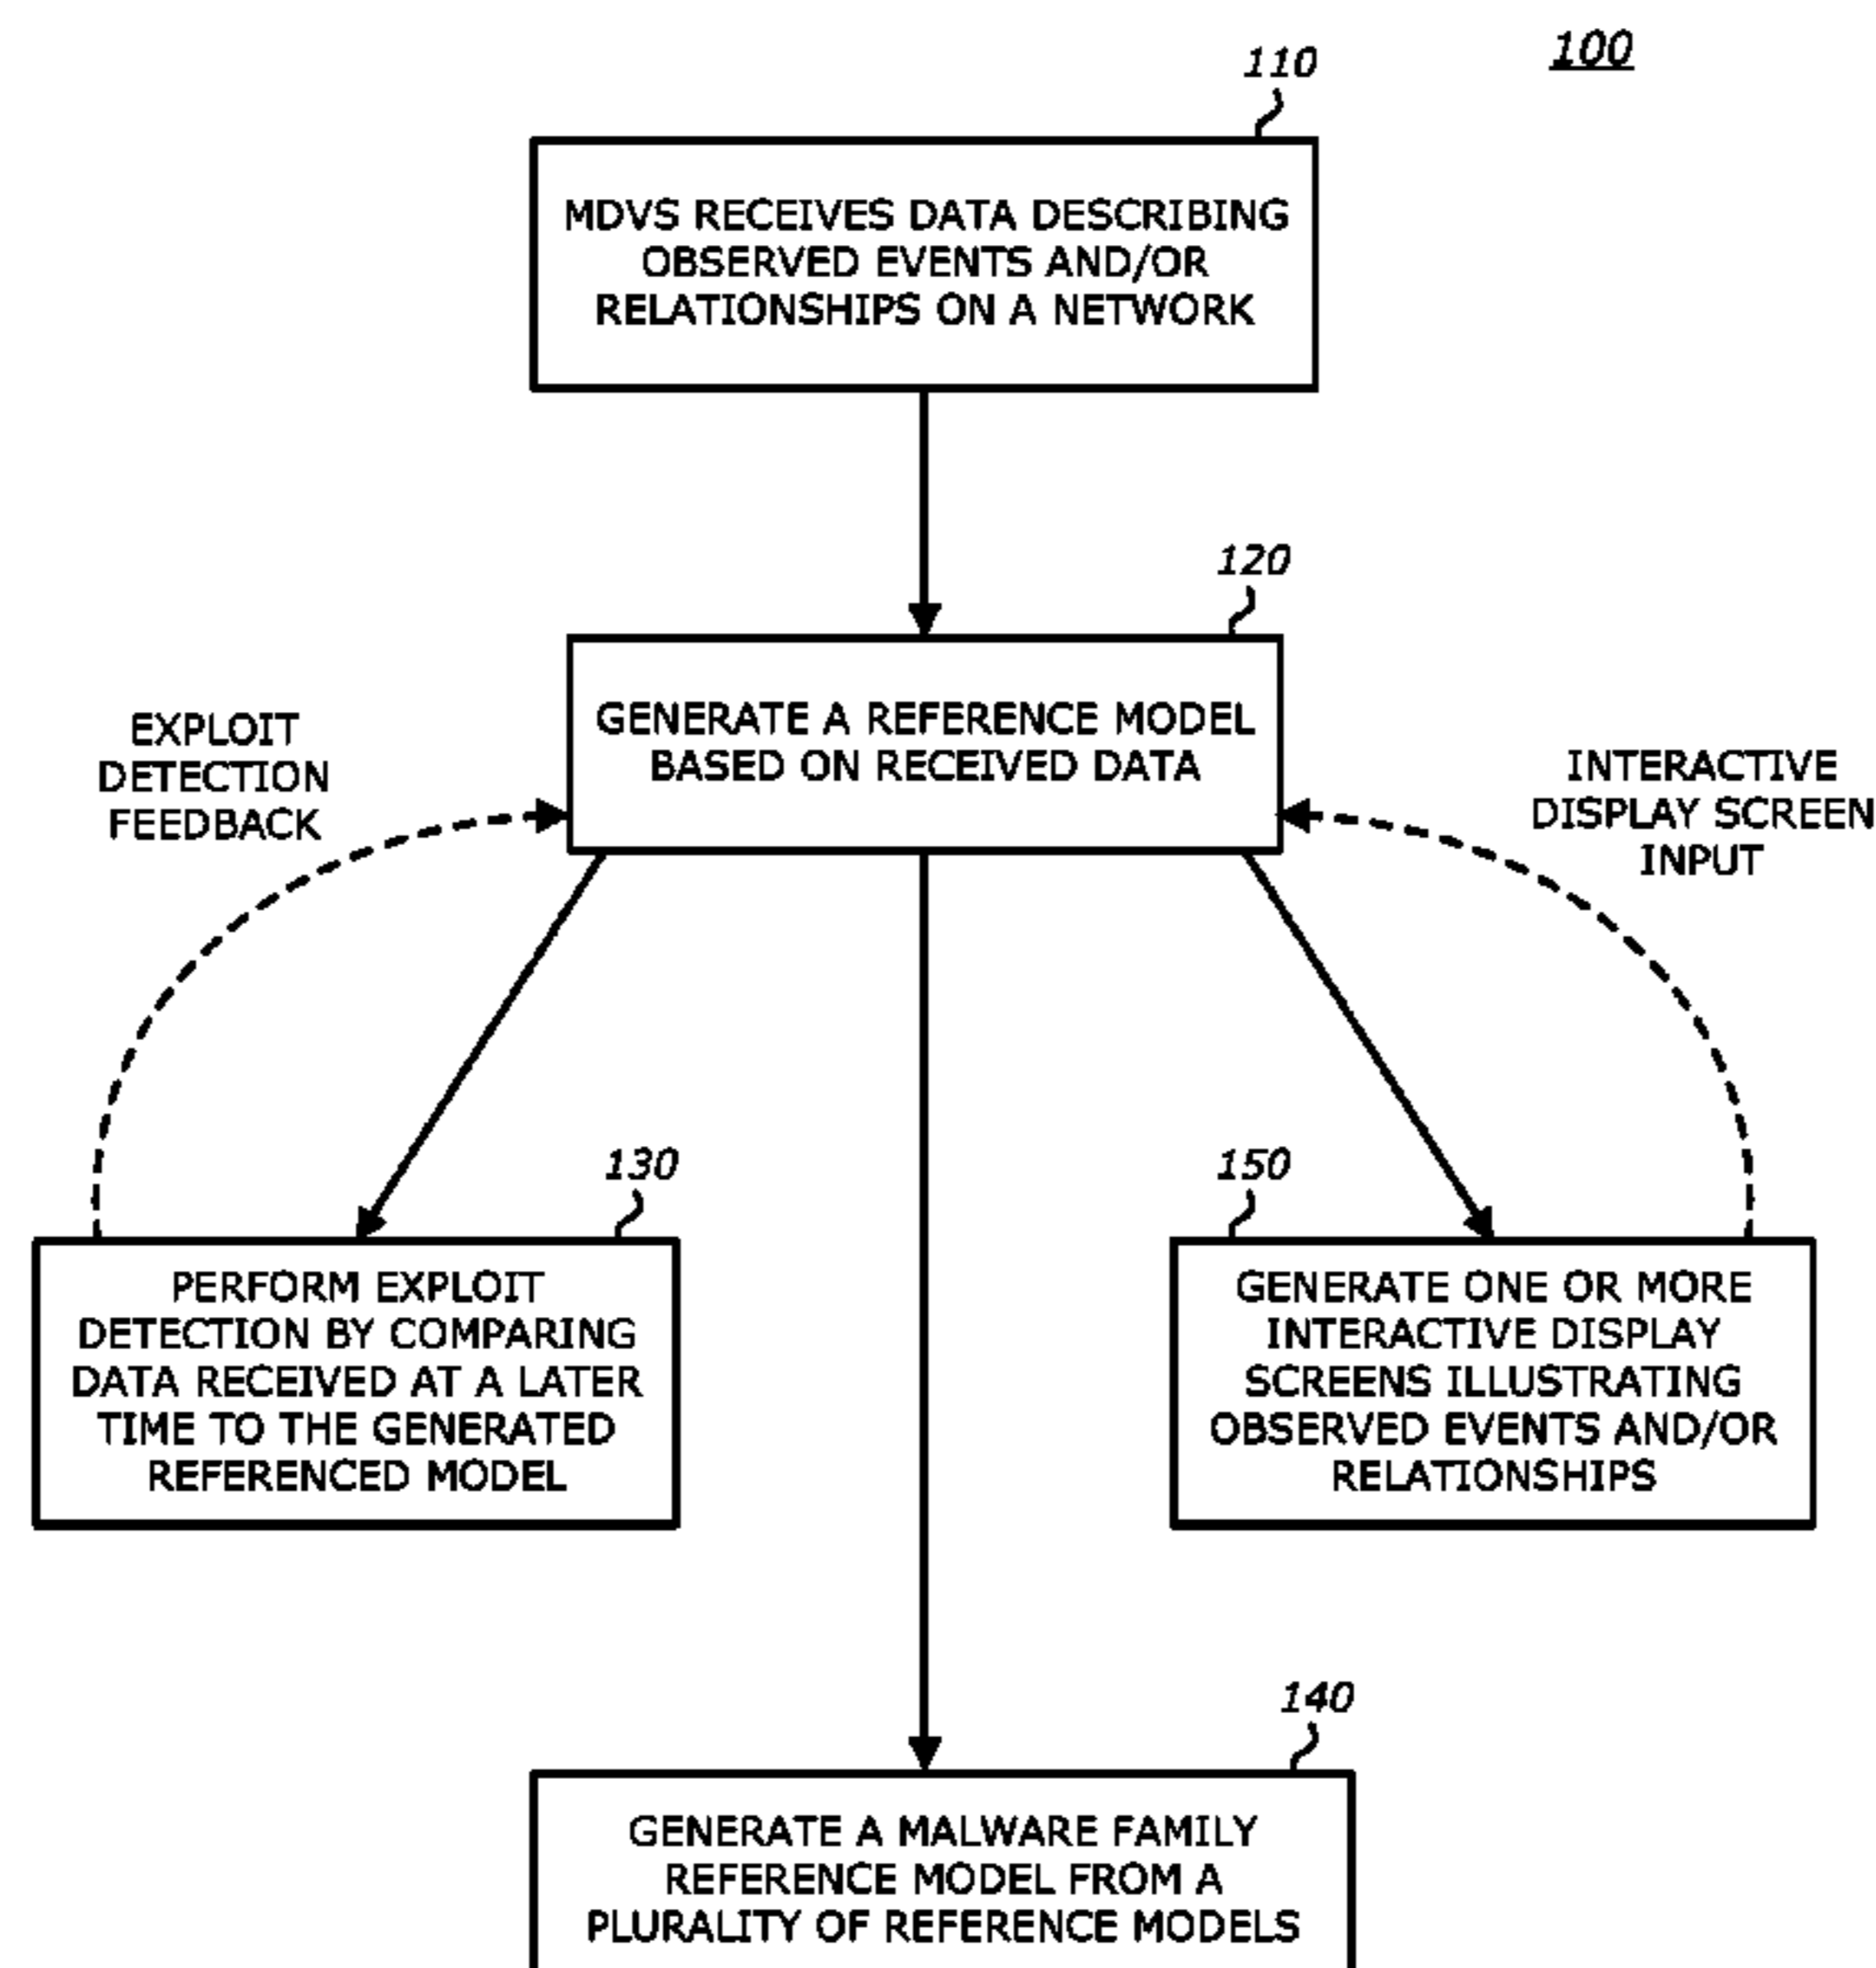 100
110
MDVS RECEIVES DATA DESCRIBING
OBSERVED EVENTS AND/OR
RELATIONSHIPS ON A NETWORK
120
GENERATE A REFERENCE MODEL
BASED ON RECEIVED DATA
EXPLOIT
DETECTION
FEEDBACK
INTERACTIVE
DISPLAY SCREEN
INPUT
130
PERFORM EXPLOIT
DETECTION BY COMPARING
DATA RECEIVED AT A LATER
TIME TO THE GENERATED
REFERENCED MODEL
150
GENERATE ONE OR MORE
INTERACTIVE DISPLAY
SCREENS ILLUSTRATING
OBSERVED EVENTS AND/OR
RELATIONSHIPS
140
GENERATE A MALWARE FAMILY
REFERENCE MODEL FROM A
PLURALITY OF REFERENCE MODELS